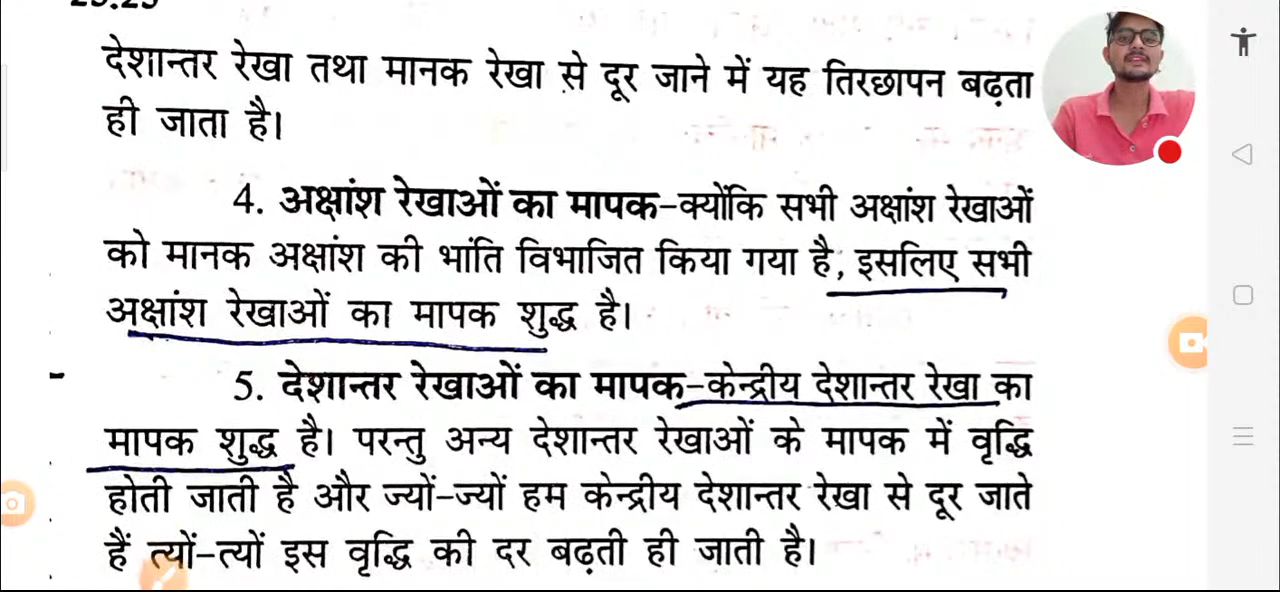 देशान्तर रेखा तथा मानक रेखा से दूर जाने में यह तिरछापन बढ़ता
ही जाता है।
4. अक्षांश रेखाओं का मापक-क्योंकि सभी अक्षांश रेखाओं
को मानक अक्षांश की भांति विभाजित किया गया है, इसलिए सभी
अक्षांश रेखाओं का मापक शुद्ध है।
5. देशान्तर रेखाओं का मापक-केन्द्रीय देशान्तर रेखा का
मापक शुद्ध है। परन्तु अन्य देशान्तर रेखाओं के मापक में वृद्धि
होती जाती है और ज्यों-ज्यों हम केन्द्रीय देशान्तर रेखा से दूर जाते
हैं त्यों-त्यों इस वृद्धि की दर बढ़ती ही जाती है।